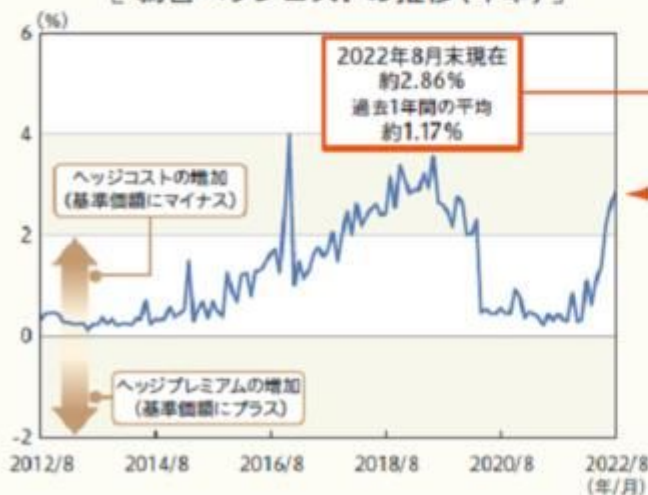 (%)
6
4
2
0
-2
2022年8月末現在
約2.86%
過去1年間の平均
約1.17%
ヘッジコストの増加
(基準価額にマイナス)
ヘッジプレミアムの増加
(基準価額にプラス)
2012/8 2014/8 2016/8 2018/8 2020/8 2022/8
(年/月)